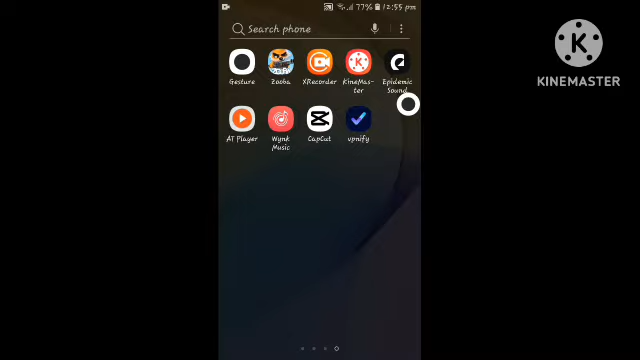 77% 12:55 pm
Search phone
K
KINEMASTER
Gesture
Zooba
XRecorder
KineMas-
ter
Epidemic
Sound
AT Player
Wynk
Music
CapCut
vpnify